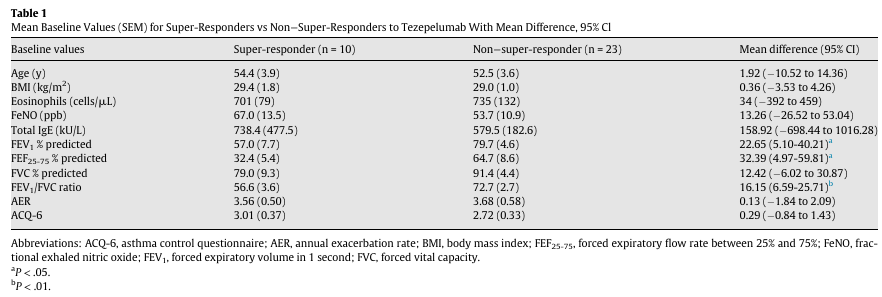 Table 1
Mean Baseline Values (SEM) for Super-Responders vs Non−Super-Responders to Tezepelumab With Mean Difference, 95% CI
Baseline values Super-responder (n = 10) Non−super-responder (n = 23) Mean difference (95% CI)
Age (y) 54.4 (3.9) 52.5 (3.6) 1.92 (−10.52 to 14.36)
BMI (kg/m²) 29.4 (1.8) 29.0 (1.0) 0.36 (−3.53 to 4.26)
Eosinophils (cells/μL) 701 (79) 735 (132) 34 (−392 to 459)
FeNO (ppb) 67.0 (13.5) 53.7 (10.9) 13.26 (−26.52 to 53.04)
Total IgE (kU/L) 738.4 (477.5) 579.5 (182.6) 158.92 (−698.44 to 1016.28)
FEV₁ % predicted 57.0 (7.7) 79.7 (4.6) 22.65 (5.10-40.21)ᵃ
FEF₂₅₋₇₅ % predicted 32.4 (5.4) 64.7 (8.6) 32.39 (4.97-59.81)ᵃ
FVC % predicted 79.0 (9.3) 91.4 (4.4) 12.42 (−6.02 to 30.87)
FEV₁/FVC ratio 56.6 (3.6) 72.7 (2.7) 16.15 (6.59-25.71)ᵇ
AER 3.56 (0.50) 3.68 (0.58) 0.13 (−1.84 to 2.09)
ACQ-6 3.01 (0.37) 2.72 (0.33) 0.29 (−0.84 to 1.43)
Abbreviations: ACQ-6, asthma control questionnaire; AER, annual exacerbation rate; BMI, body mass index; FEF₂₅₋₇₅, forced expiratory flow rate between 25% and 75%; FeNO, frac-
tional exhaled nitric oxide; FEV₁, forced expiratory volume in 1 second; FVC, forced vital capacity.
ᵃP < .05.
ᵇP < .01.